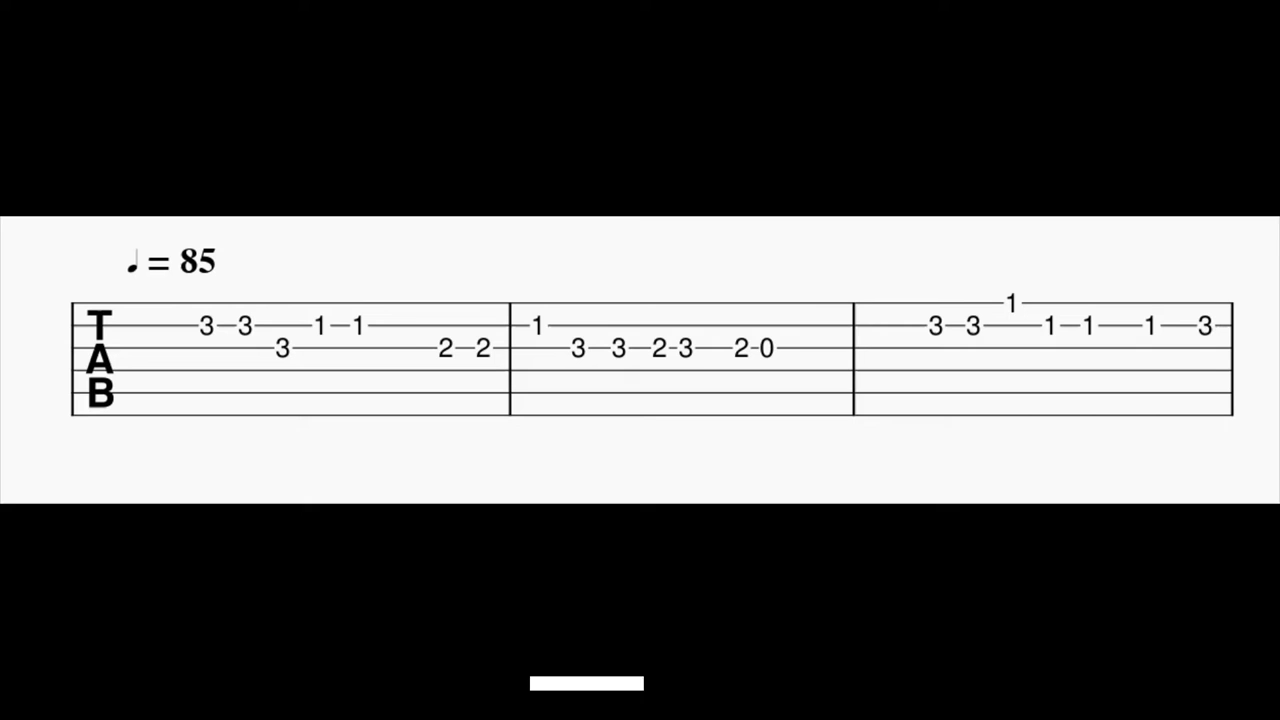 ♩ = 85
1
T 3 3 1 1 1 3 3 1 1 1 3
A 3 2 2 3 3 2 3 2 0
B